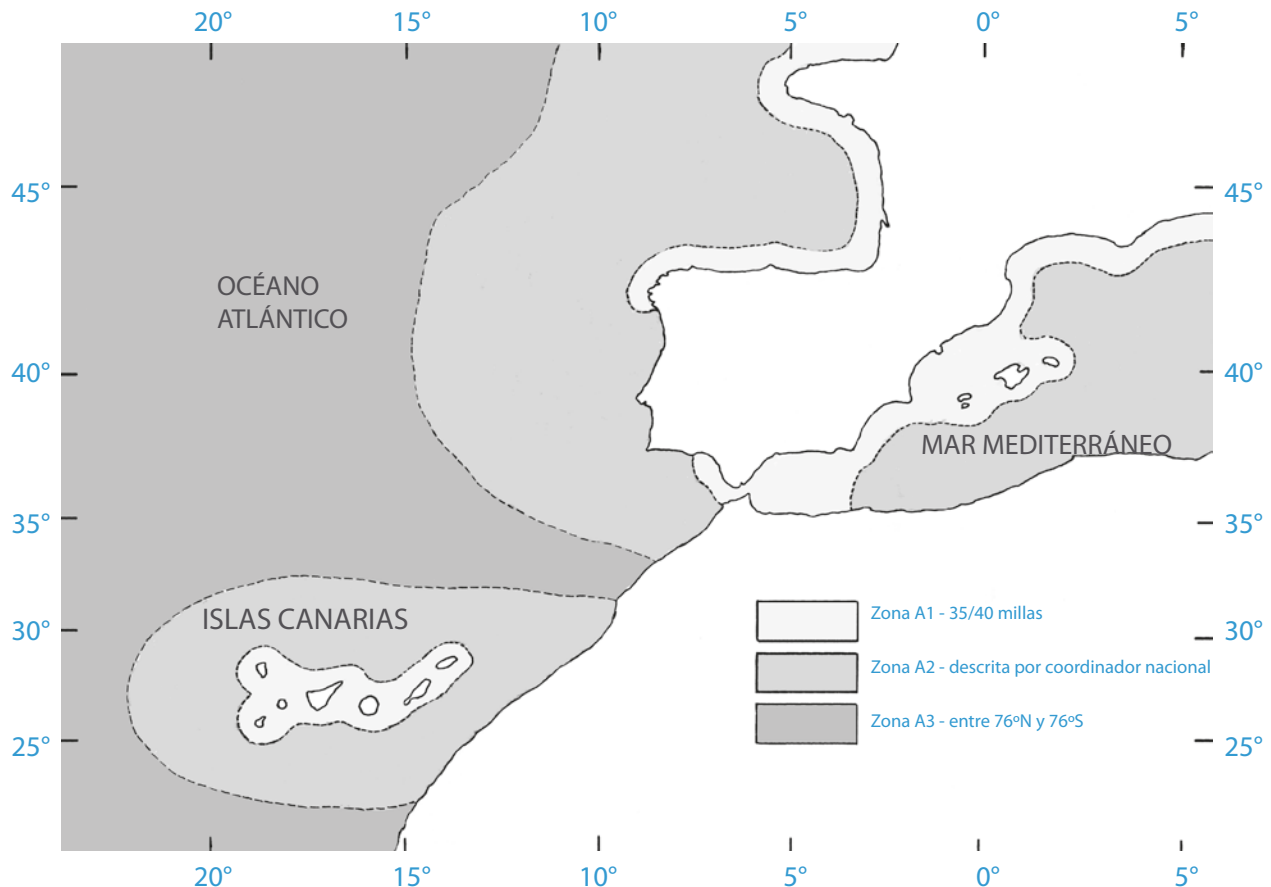 20° 15° 10° 5° 0° 5°
45° 45°
OCÉANO
ATLÁNTICO
40° 40°
MAR MEDITERRÁNEO
35° 35°
Zona A1 - 35/40 millas
ISLAS CANARIAS
30° 30°
Zona A2 - descrita por coordinador nacional
Zona A3 - entre 76ºN y 76ºS
25° 25°
20° 15° 10° 5° 0° 5°